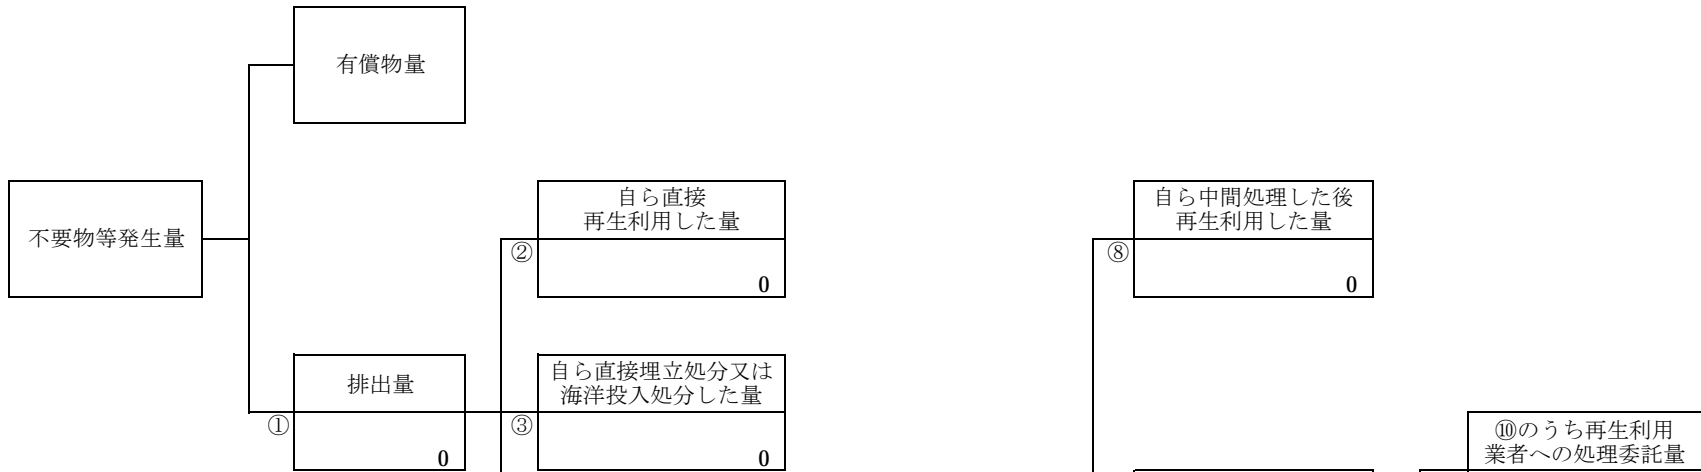 有償物量
不要物等発生量
自ら直接
再生利用した量
②
0
自ら中間処理した後
再生利用した量
⑧
0
排出量
①
0
自ら直接埋立処分又は
海洋投入処分した量
③
0
⑩のうち再生利用
業者への処理委託量